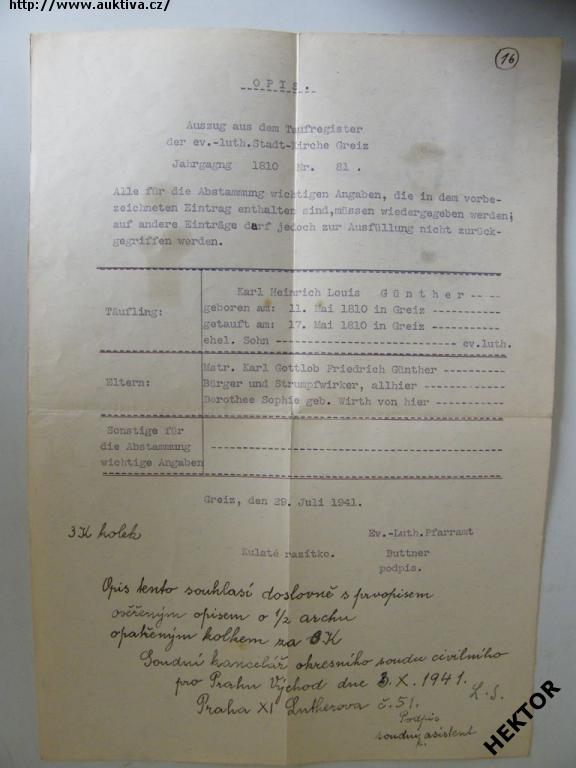 http://www.auktiva.cz/
16
OPIS.
Auszug aus dem Taufregister
der ev.-luth.Stadt-Kirche Greiz
Jahrgagng 1810 Nr. 81.
Alle für die Abstammung wichtigen Angaben, die in dem vorbe-
zeichneten Eintrag enthalten sind,müssen wiedergegeben werden;
auf andere Einträge darf jedoch zur Ausfüllung nicht zurück-
gegriffen werden.
Karl Heinrich Louis Günther
Täufling: geboren am: 11. Mai 1810 in Greiz
getauft am: 17. Mai 1810 in Greiz
ehel. Sohn ev.luth.
Mstr. Karl Gottlob Friedrich Günther
Eltern: Bürger und Strumpfwirker, allhier
Dorothee Sophie geb. Wirth von hier
Sonstige für
die Abstammung
wichtige Angaben
Greiz, den 29. Juli 1941.
3 K kolek
Ev.-Luth.Pfarramt
Kulaté razítko. Buttner
podpis.
Opis tento souhlasí doslovně s prvopisem
ověřeným opisem o 1/2 archu
opatřeným kolkem za 3K
Soudní kancelář okresního soudu civilního
pro Prahu Východ dne 3. X. 1941.
Praha XI Lutherova č. 51. L.S.
Podpis
soudní asistent
HEKTOR